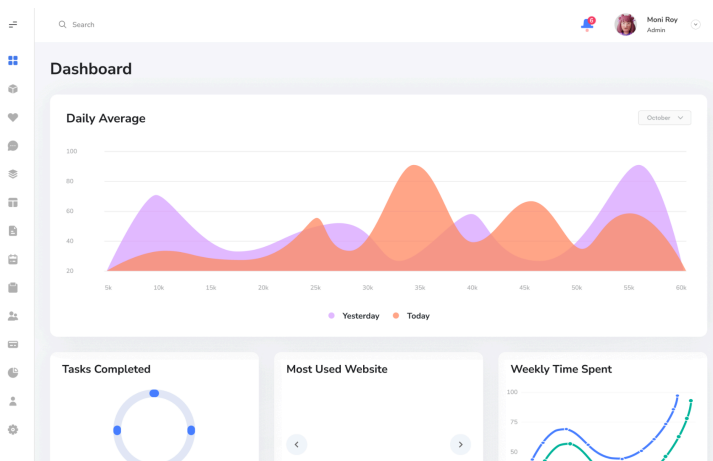 Search
6
Moni Roy
Admin
Dashboard
Daily Average
October
100
80
60
40
20
5k 10k 15k 20k 25k 30k 35k 40k 45k 50k 55k 60k
Yesterday Today
Tasks Completed
Most Used Website
Weekly Time Spent
100
75
50